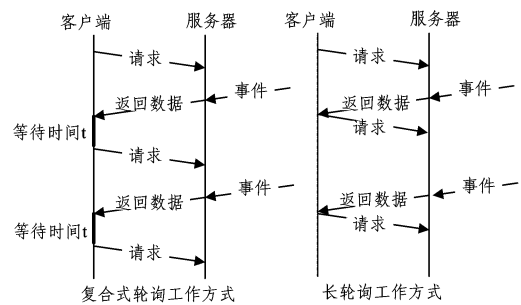 客户端 服务器 客户端 服务器
请求 请求
事件 事件
返回数据 返回数据
等待时间t 请求
请求
事件 事件
返回数据 返回数据
等待时间t 请求
请求
复合式轮询工作方式 长轮询工作方式